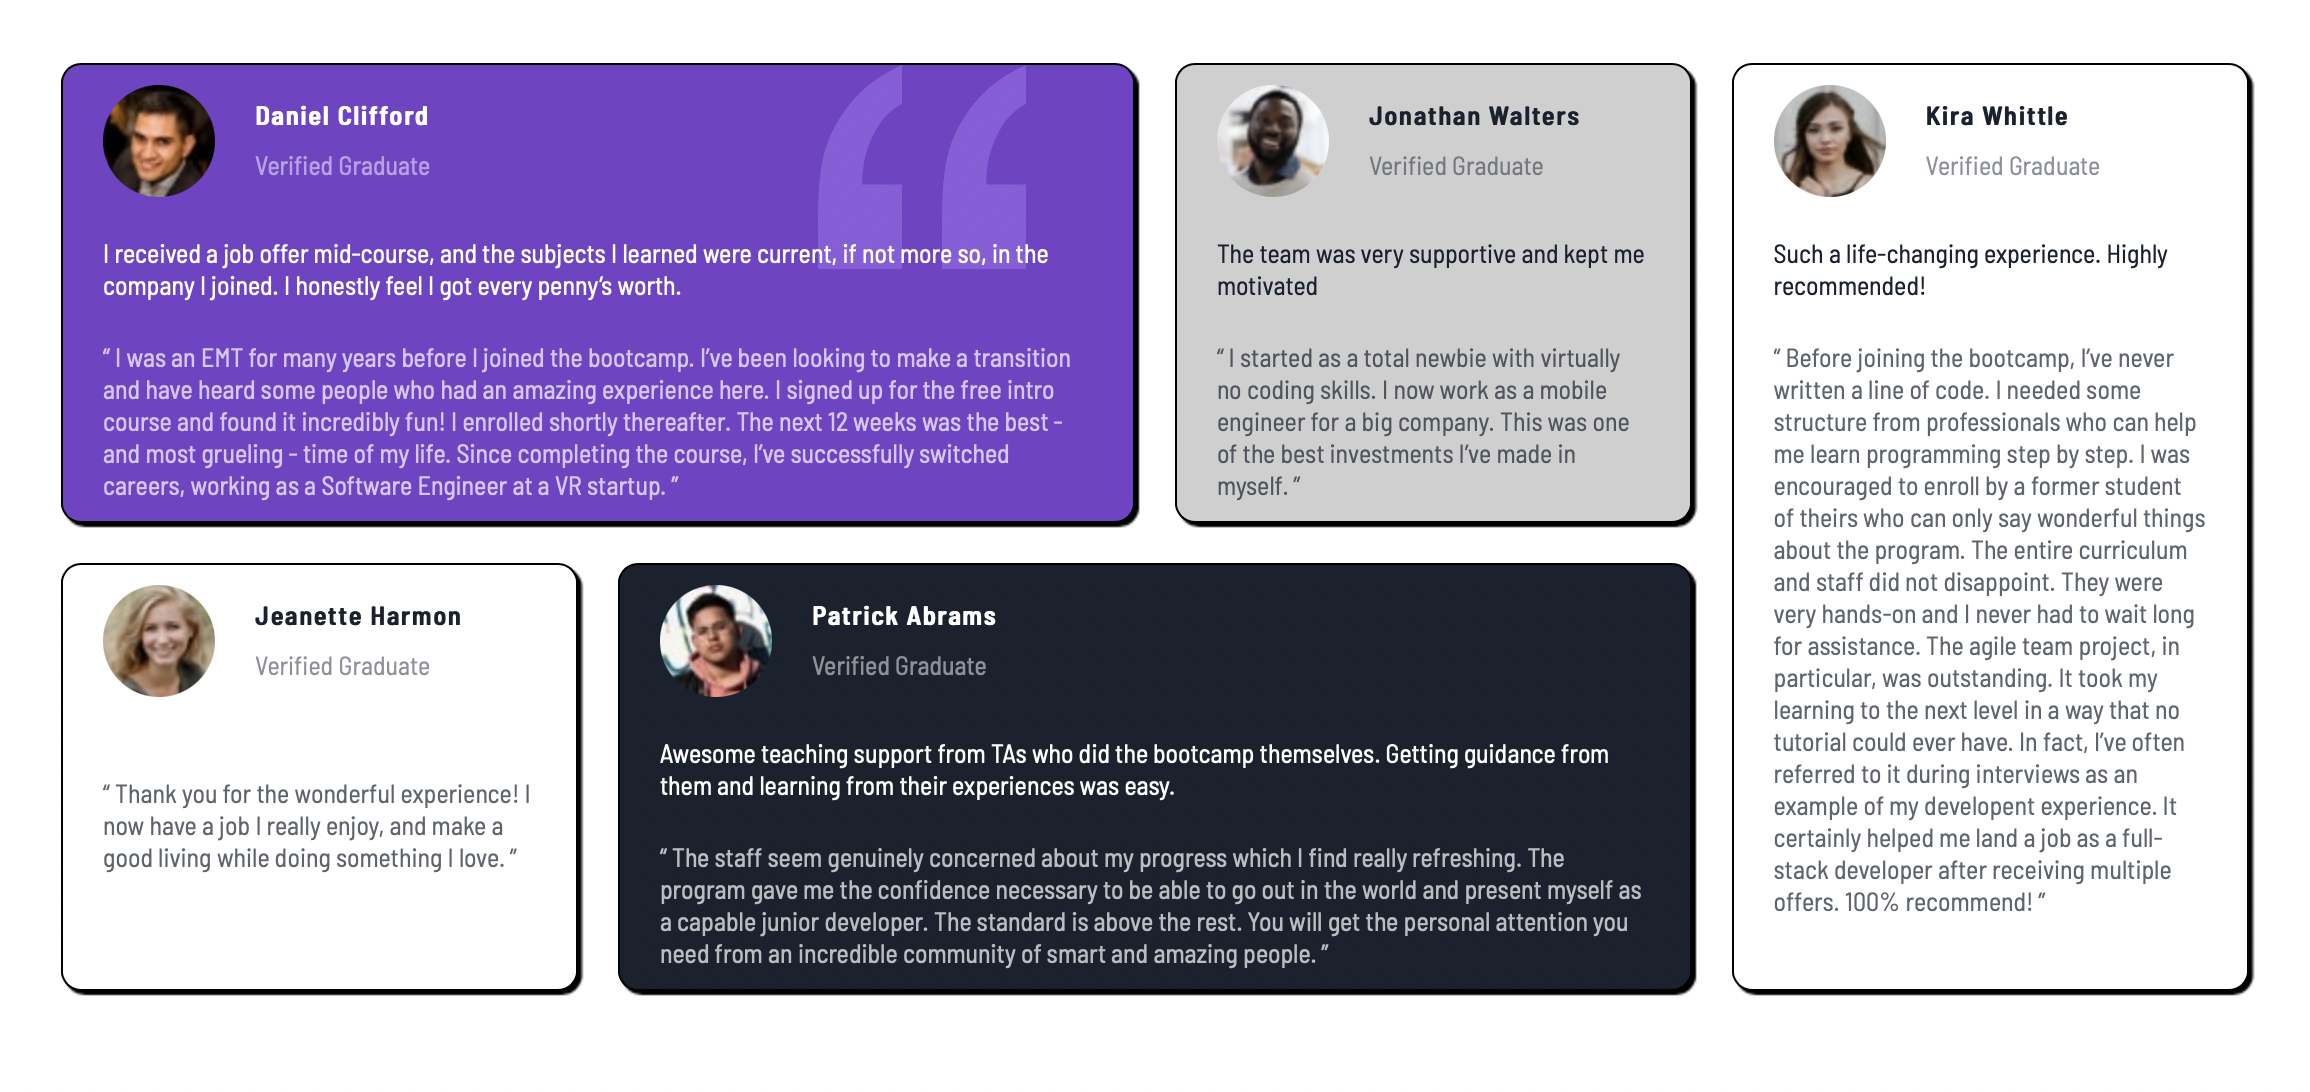 Daniel Clifford
Verified Graduate
I received a job offer mid-course, and the subjects I learned were current, if not more so, in the
company I joined. I honestly feel I got every penny’s worth.
“ I was an EMT for many years before I joined the bootcamp. I’ve been looking to make a transition
and have heard some people who had an amazing experience here. I signed up for the free intro
course and found it incredibly fun! I enrolled shortly thereafter. The next 12 weeks was the best -
and most grueling - time of my life. Since completing the course, I’ve successfully switched
careers, working as a Software Engineer at a VR startup. ”
Jonathan Walters
Verified Graduate
The team was very supportive and kept me
motivated
“ I started as a total newbie with virtually
no coding skills. I now work as a mobile
engineer for a big company. This was one
of the best investments I’ve made in
myself. ”
Kira Whittle
Verified Graduate
Such a life-changing experience. Highly
recommended!
“ Before joining the bootcamp, I’ve never
written a line of code. I needed some
structure from professionals who can help
me learn programming step by step. I was
encouraged to enroll by a former student
of theirs who can only say wonderful things
about the program. The entire curriculum
and staff did not disappoint. They were
very hands-on and I never had to wait long
for assistance. The agile team project, in
particular, was outstanding. It took my
learning to the next level in a way that no
tutorial could ever have. In fact, I’ve often
referred to it during interviews as an
example of my developent experience. It
certainly helped me land a job as a full-
stack developer after receiving multiple
offers. 100% recommend! ”
Jeanette Harmon
Verified Graduate
“ Thank you for the wonderful experience! I
now have a job I really enjoy, and make a
good living while doing something I love. ”
Patrick Abrams
Verified Graduate
Awesome teaching support from TAs who did the bootcamp themselves. Getting guidance from
them and learning from their experiences was easy.
“ The staff seem genuinely concerned about my progress which I find really refreshing. The
program gave me the confidence necessary to be able to go out in the world and present myself as
a capable junior developer. The standard is above the rest. You will get the personal attention you
need from an incredible community of smart and amazing people. ”